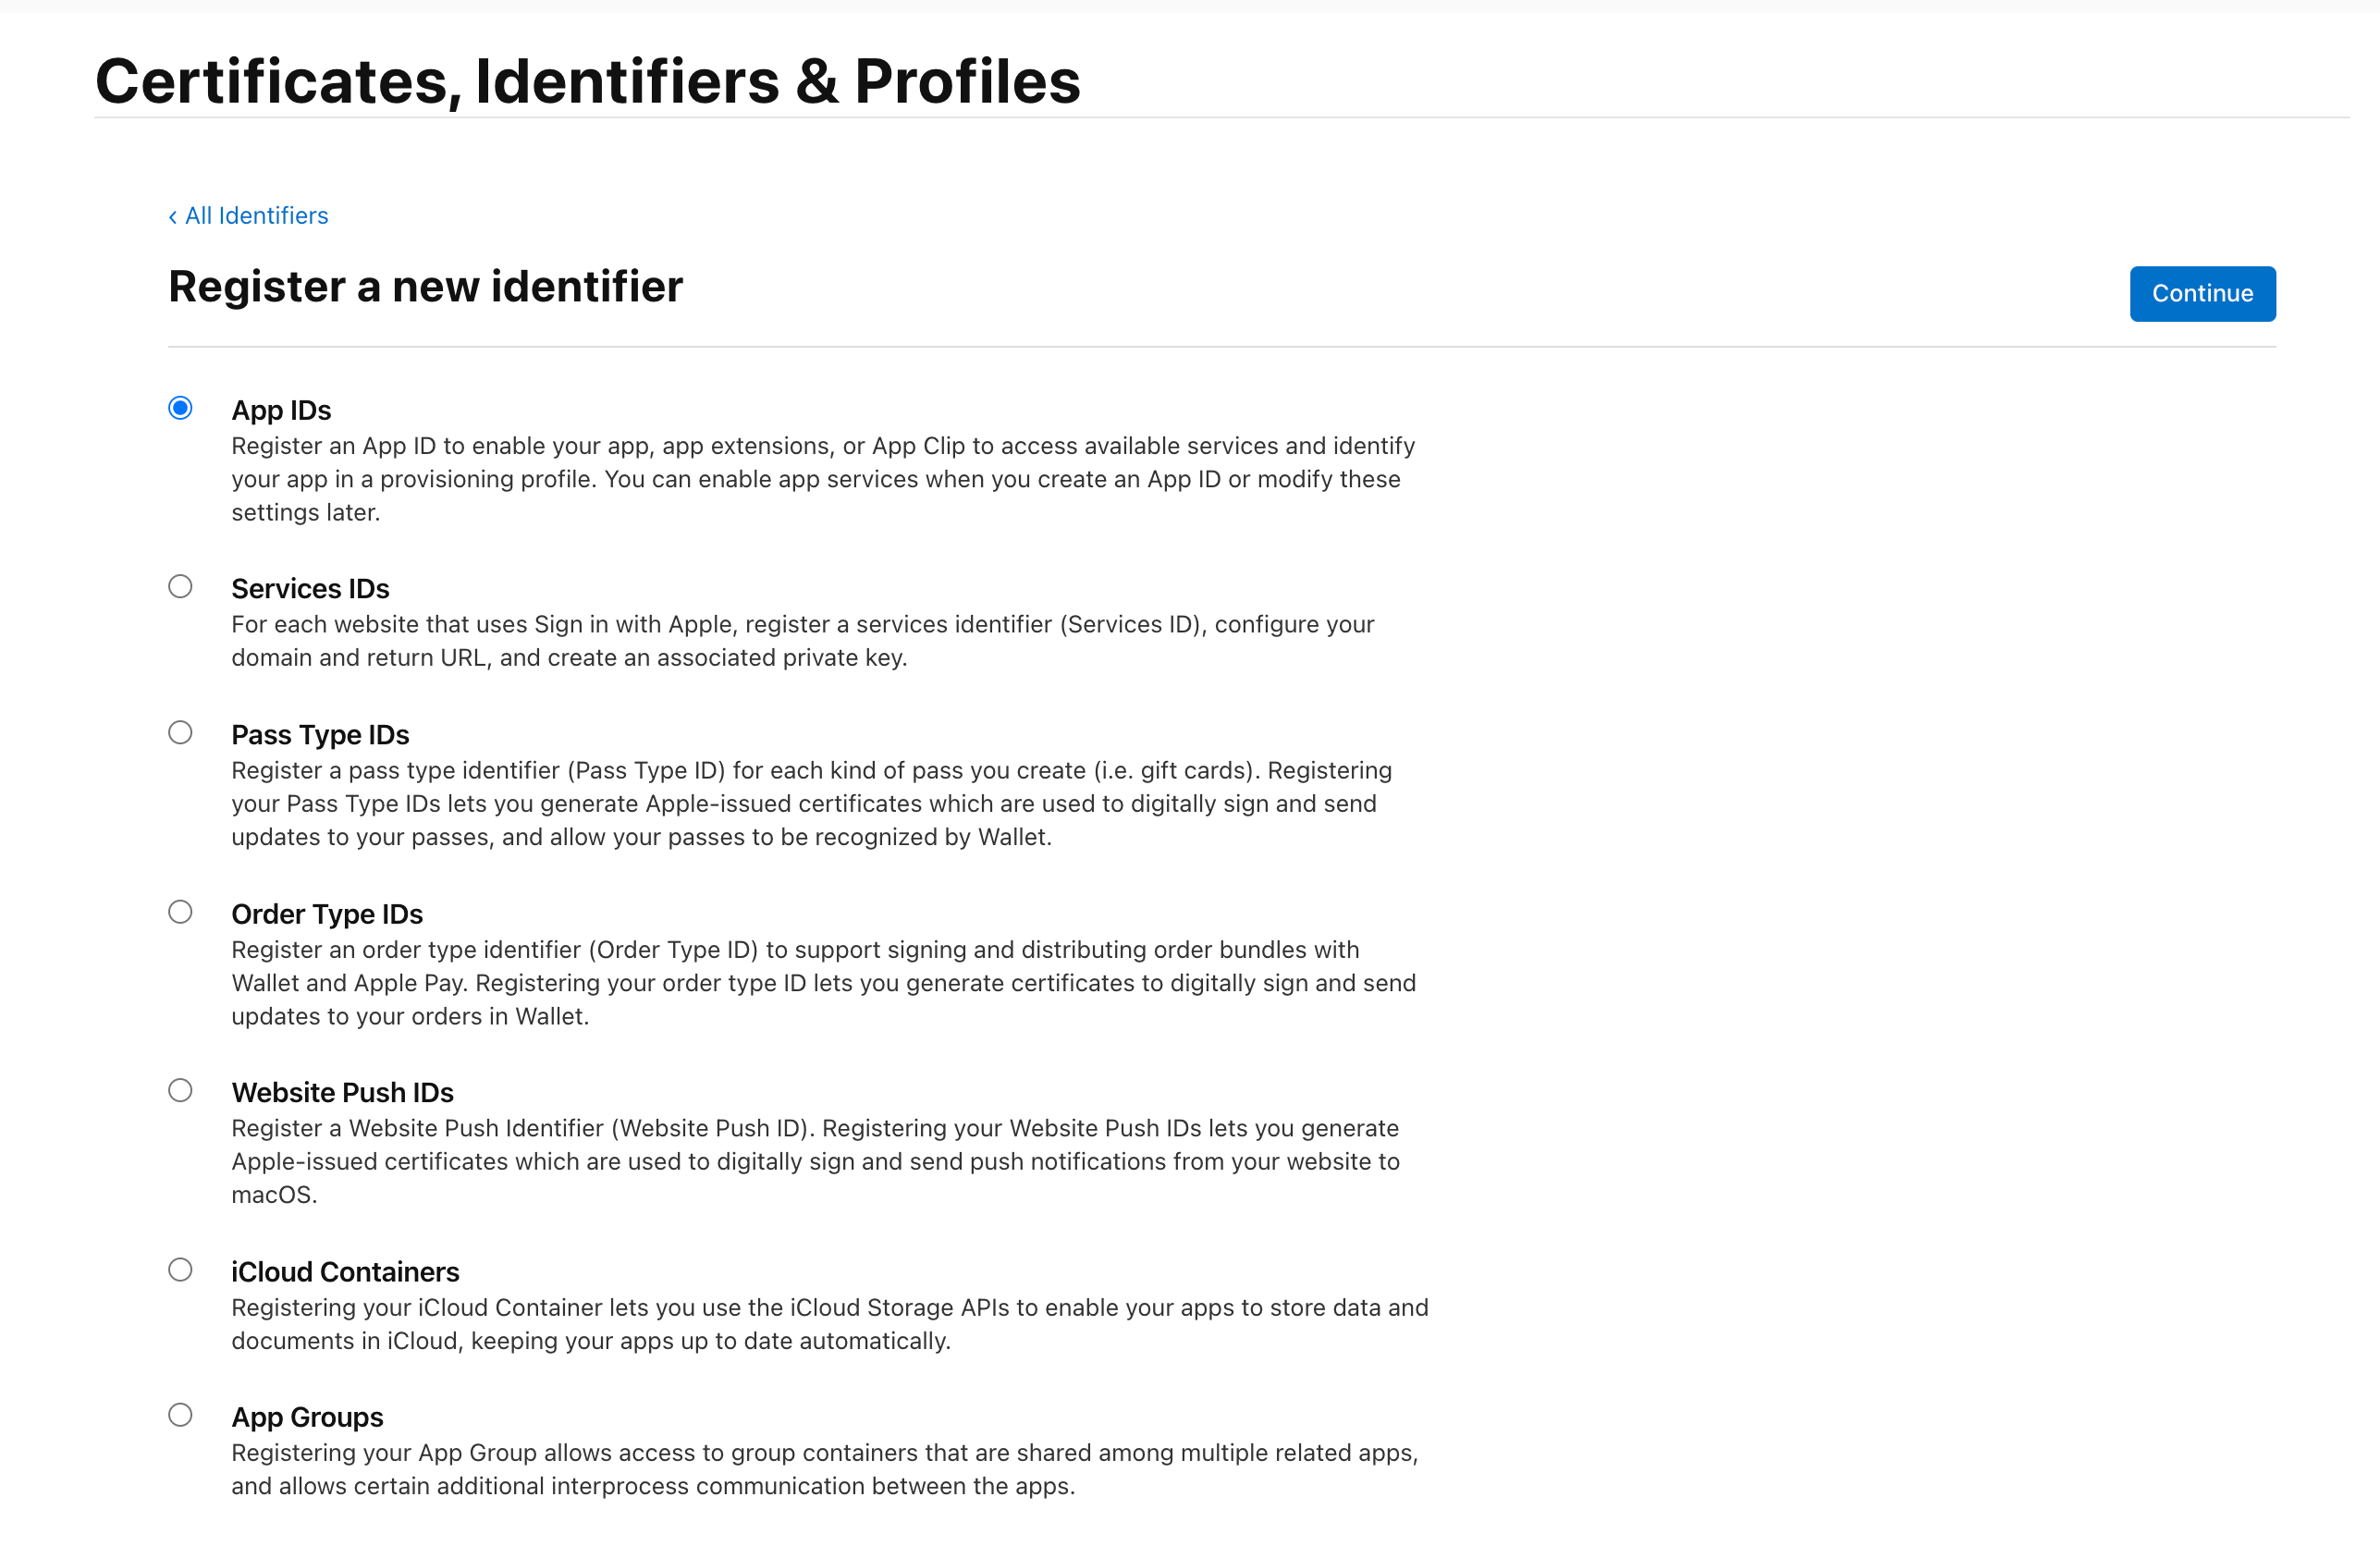 Certificates, Identifiers & Profiles
‹ All Identifiers
Register a new identifier
Continue
App IDs
Register an App ID to enable your app, app extensions, or App Clip to access available services and identify
your app in a provisioning profile. You can enable app services when you create an App ID or modify these
settings later.
Services IDs
For each website that uses Sign in with Apple, register a services identifier (Services ID), configure your
domain and return URL, and create an associated private key.
Pass Type IDs
Register a pass type identifier (Pass Type ID) for each kind of pass you create (i.e. gift cards). Registering
your Pass Type IDs lets you generate Apple-issued certificates which are used to digitally sign and send
updates to your passes, and allow your passes to be recognized by Wallet.
Order Type IDs
Register an order type identifier (Order Type ID) to support signing and distributing order bundles with
Wallet and Apple Pay. Registering your order type ID lets you generate certificates to digitally sign and send
updates to your orders in Wallet.
Website Push IDs
Register a Website Push Identifier (Website Push ID). Registering your Website Push IDs lets you generate
Apple-issued certificates which are used to digitally sign and send push notifications from your website to
macOS.
iCloud Containers
Registering your iCloud Container lets you use the iCloud Storage APIs to enable your apps to store data and
documents in iCloud, keeping your apps up to date automatically.
App Groups
Registering your App Group allows access to group containers that are shared among multiple related apps,
and allows certain additional interprocess communication between the apps.